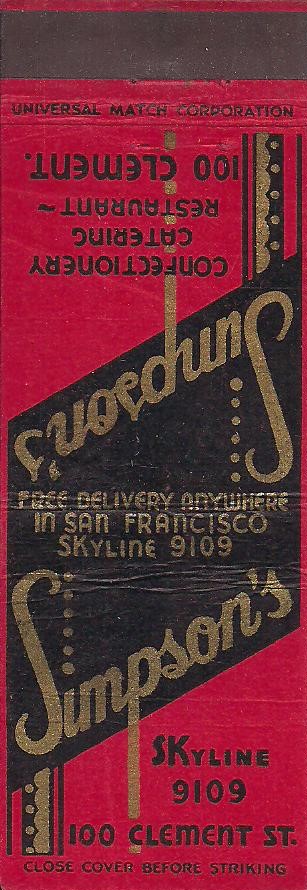 UNIVERSAL MATCH CORPORATION
Simpson's
CONFECTIONERY
CATERING
RESTAURANT ~
100 CLEMENT.
FREE DELIVERY ANYWHERE
IN SAN FRANCISCO
SKYLINE 9109
Simpson's
SKYLINE
9109
100 CLEMENT ST.
CLOSE COVER BEFORE STRIKING